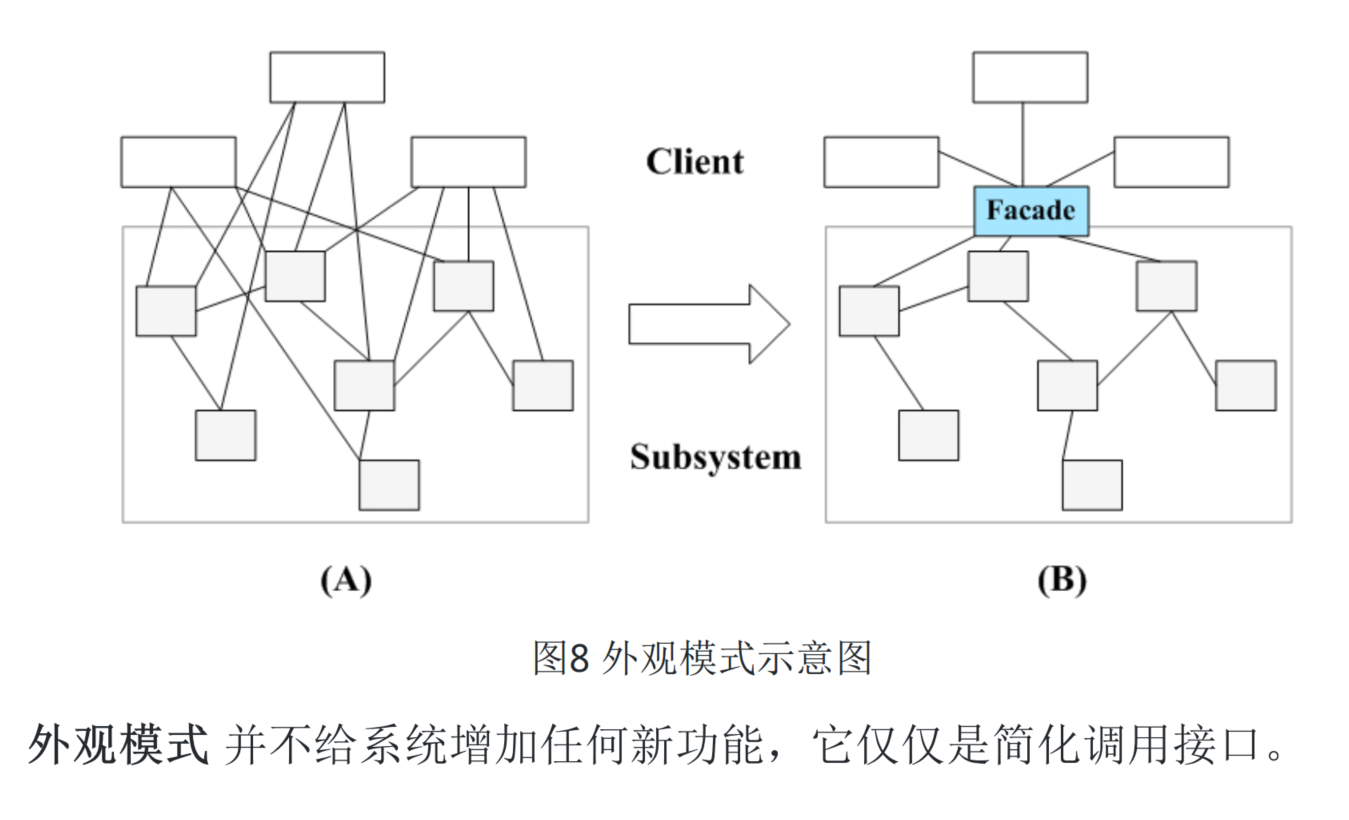 Client
Facade
Subsystem
(A)
(B)
图8 外观模式示意图
外观模式 并不给系统增加任何新功能，它仅仅是简化调用接口。